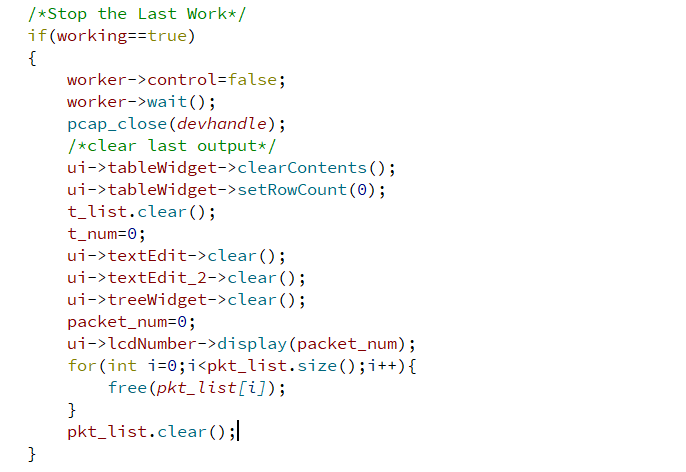 /*Stop the Last Work*/
if(working==true)
{
    worker->control=false;
    worker->wait();
    pcap_close(devhandle);
    /*clear last output*/
    ui->tableWidget->clearContents();
    ui->tableWidget->setRowCount(0);
    t_list.clear();
    t_num=0;
    ui->textEdit->clear();
    ui->textEdit_2->clear();
    ui->treeWidget->clear();
    packet_num=0;
    ui->lcdNumber->display(packet_num);
    for(int i=0;i<pkt_list.size();i++){
        free(pkt_list[i]);
    }
    pkt_list.clear();
}